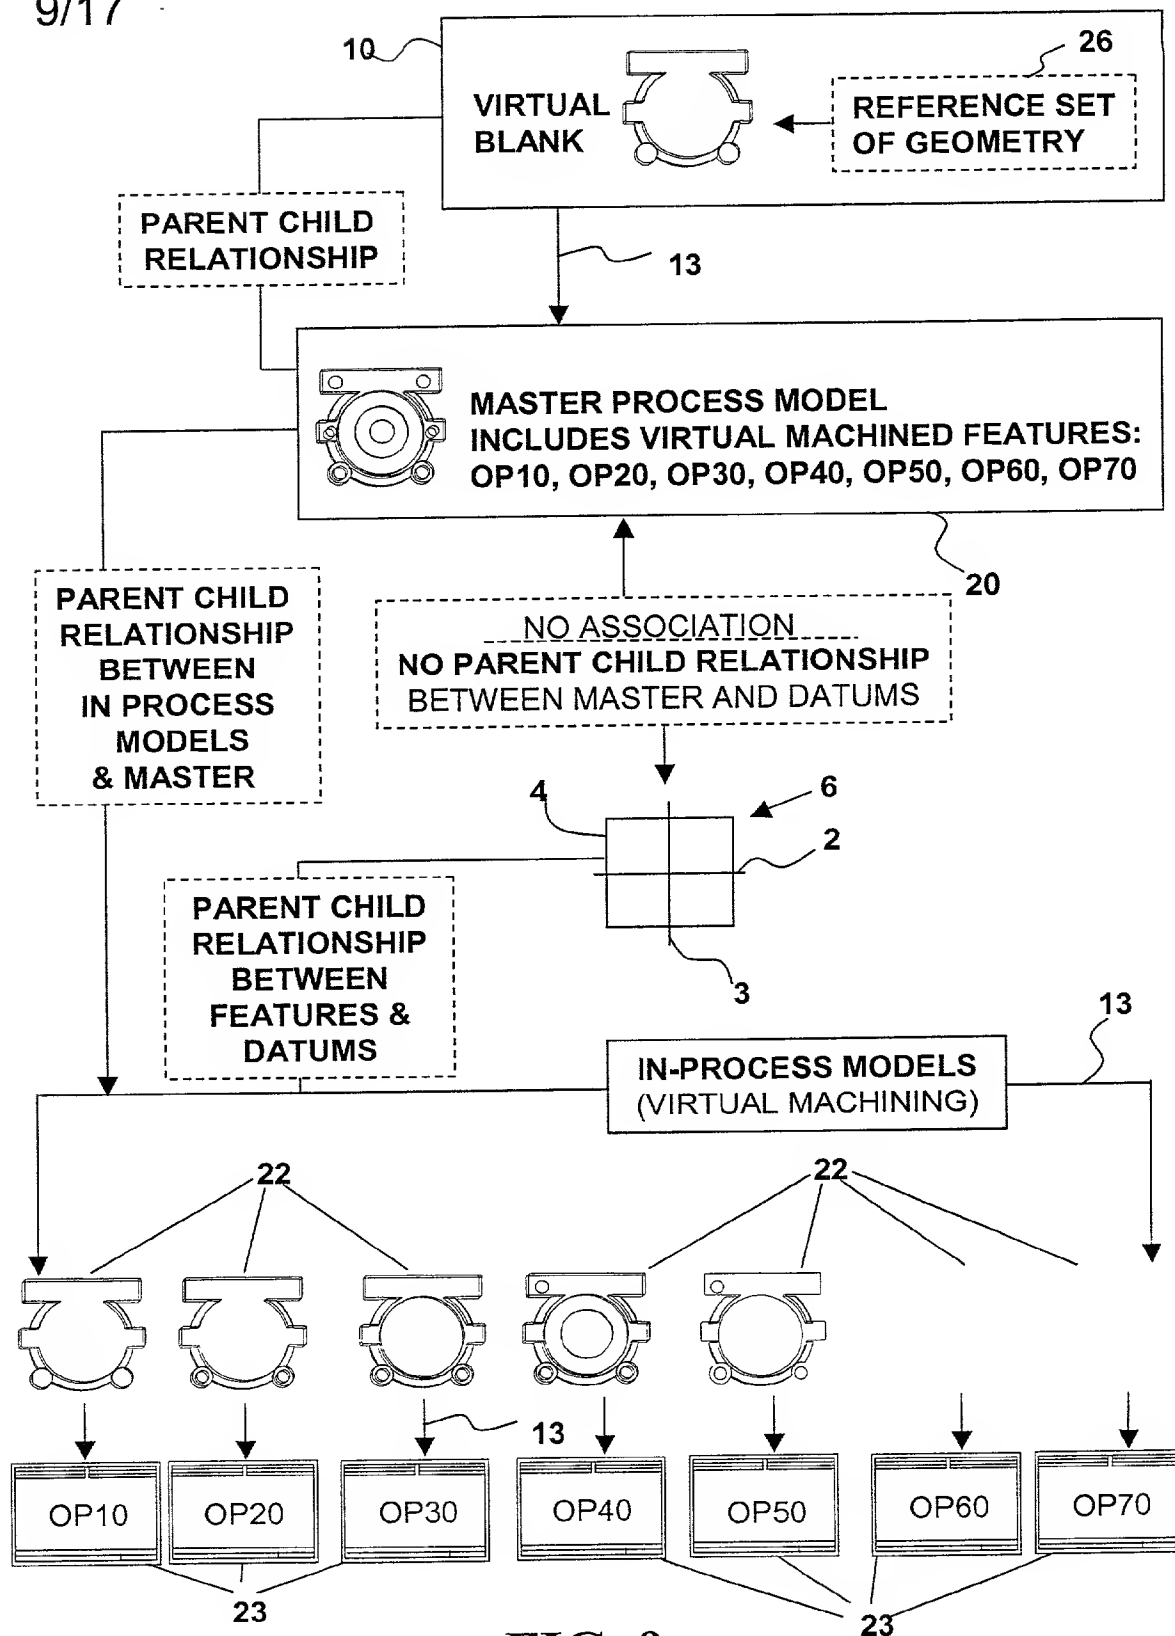 9/17
10
26
VIRTUAL
BLANK
REFERENCE SET
OF GEOMETRY
PARENT CHILD
RELATIONSHIP
13
MASTER PROCESS MODEL
INCLUDES VIRTUAL MACHINED FEATURES:
OP10, OP20, OP30, OP40, OP50, OP60, OP70
20
PARENT CHILD
RELATIONSHIP
BETWEEN
IN PROCESS
MODELS
& MASTER
NO ASSOCIATION
NO PARENT CHILD RELATIONSHIP
BETWEEN MASTER AND DATUMS
4
6
2
3
PARENT CHILD
RELATIONSHIP
BETWEEN
FEATURES &
DATUMS
13
IN-PROCESS MODELS
(VIRTUAL MACHINING)
22
22
13
OP10
OP20
OP30
OP40
OP50
OP60
OP70
23
23